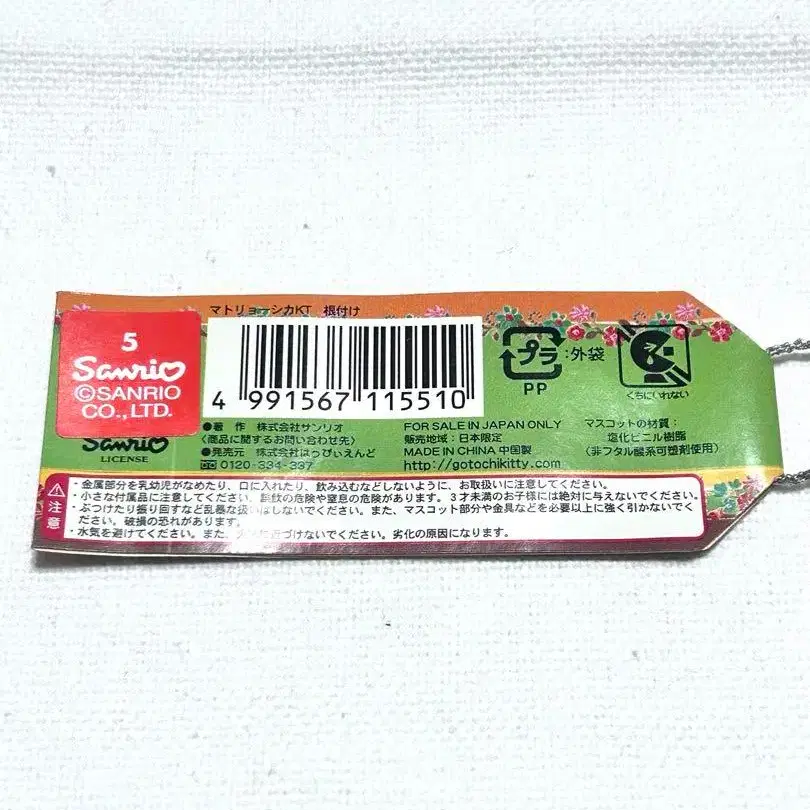 マトリョーシカKT 根付け
5
Sanrio
©SANRIO
CO.,LTD.
Sanrio
LICENSE
4 991567 115510
プラ :外袋
PP
くちにいれない
●著 作 株式会社サンリオ
〈商品に関するお問い合わせ先〉
●発売元 株式会社はっぴいえんど
☎0120-334-337
FOR SALE IN JAPAN ONLY
販売地域:日本限定
MADE IN CHINA 中国製
http://gotochikitty.com
マスコットの材質:
塩化ビニル樹脂
〈非フタル酸系可塑剤使用〉
注意
・金属部分を乳幼児がなめたり、口に入れたり、飲み込むなどしないように、お取扱いに注意してください。
・小さな付属品に注意してください。誤飲の危険や窒息の危険があります。3才未満のお子様には絶対に与えないでください。
・ぶつけたり振り回すなど乱暴な扱いはしないでください。また、マスコット部分や金具などを必要以上に強く引かないでください。破損の恐れがあります。
・水気を避けてください。また、に近づけないでください。劣化の原因になります。